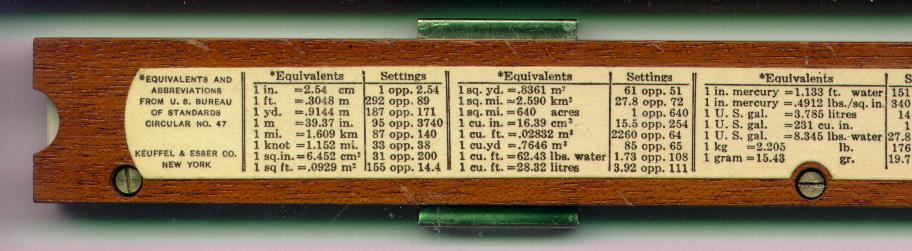 *EQUIVALENTS AND
ABBREVIATIONS
FROM U. S. BUREAU
OF STANDARDS
CIRCULAR NO. 47
KEUFFEL & ESSER CO.
NEW YORK
*Equivalents Settings
1 in. =2.54 cm 1 opp. 2.54
1 ft. =.3048 m 292 opp. 89
1 yd. =.9144 m 187 opp. 171
1 m =39.37 in. 95 opp. 3740
1 mi. =1.609 km 87 opp. 140
1 knot =1.152 mi. 33 opp. 38
1 sq.in. =6.452 cm² 31 opp. 200
1 sq ft. =.0929 m² 155 opp. 14.4
*Equivalents Settings
1 sq. yd. =.8361 m² 61 opp. 51
1 sq. mi. =2.590 km² 27.8 opp. 72
1 sq. mi. =640 acres 1 opp. 640
1 cu. in. =16.39 cm³ 15.5 opp. 254
1 cu. ft. =.02832 m³ 2260 opp. 64
1 cu.yd =.7646 m³ 85 opp. 65
1 cu. ft. =62.43 lbs. water 1.73 opp. 108
1 cu. ft. =28.32 litres 3.92 opp. 111
*Equivalents S
1 in. mercury =1.133 ft. water 151
1 in. mercury =.4912 lbs./sq. in. 340
1 U. S. gal. =3.785 litres 14
1 U. S. gal. =231 cu. in. 1
1 U. S. gal. =8.345 lbs. water 27.8
1 kg =2.205 lb. 176
1 gram =15.43 gr. 19.7